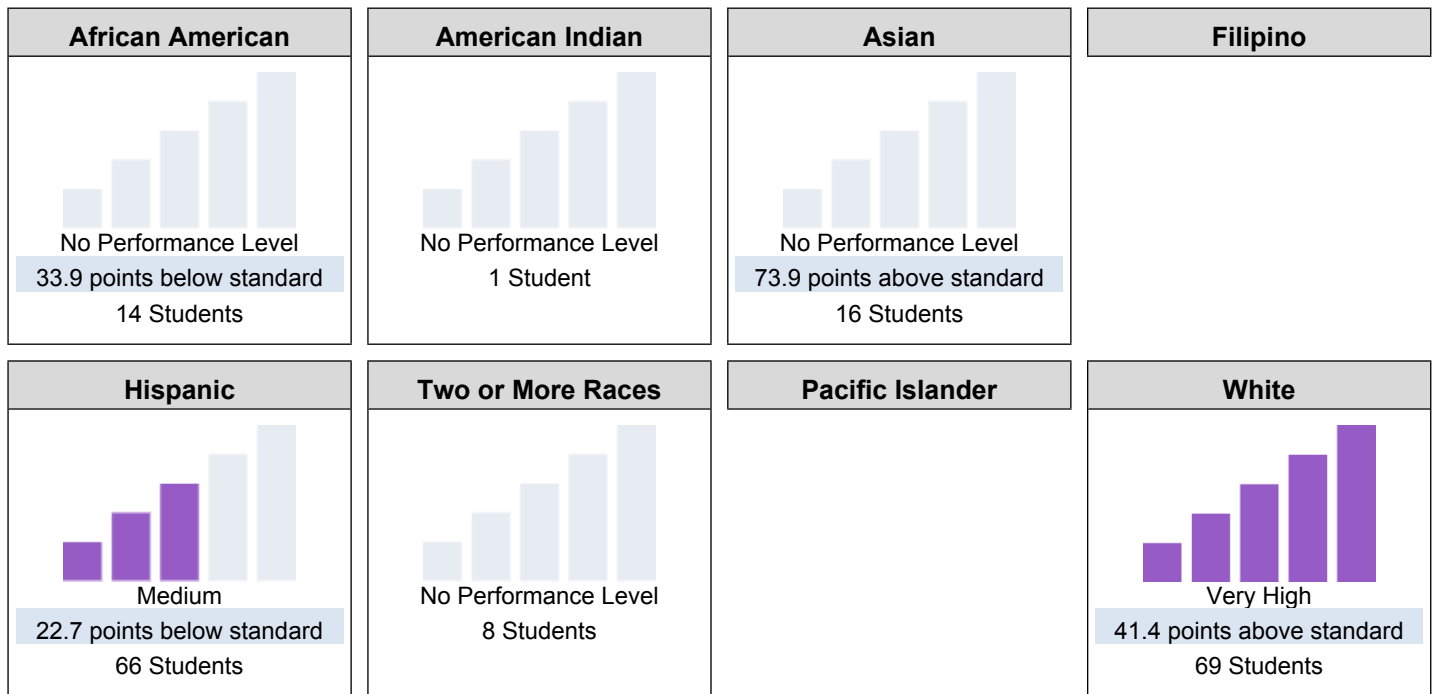 African American
No Performance Level
33.9 points below standard
14 Students
American Indian
No Performance Level
1 Student
Asian
No Performance Level
73.9 points above standard
16 Students
Filipino
Hispanic
Medium
22.7 points below standard
66 Students
Two or More Races
No Performance Level
8 Students
Pacific Islander
White
Very High
41.4 points above standard
69 Students